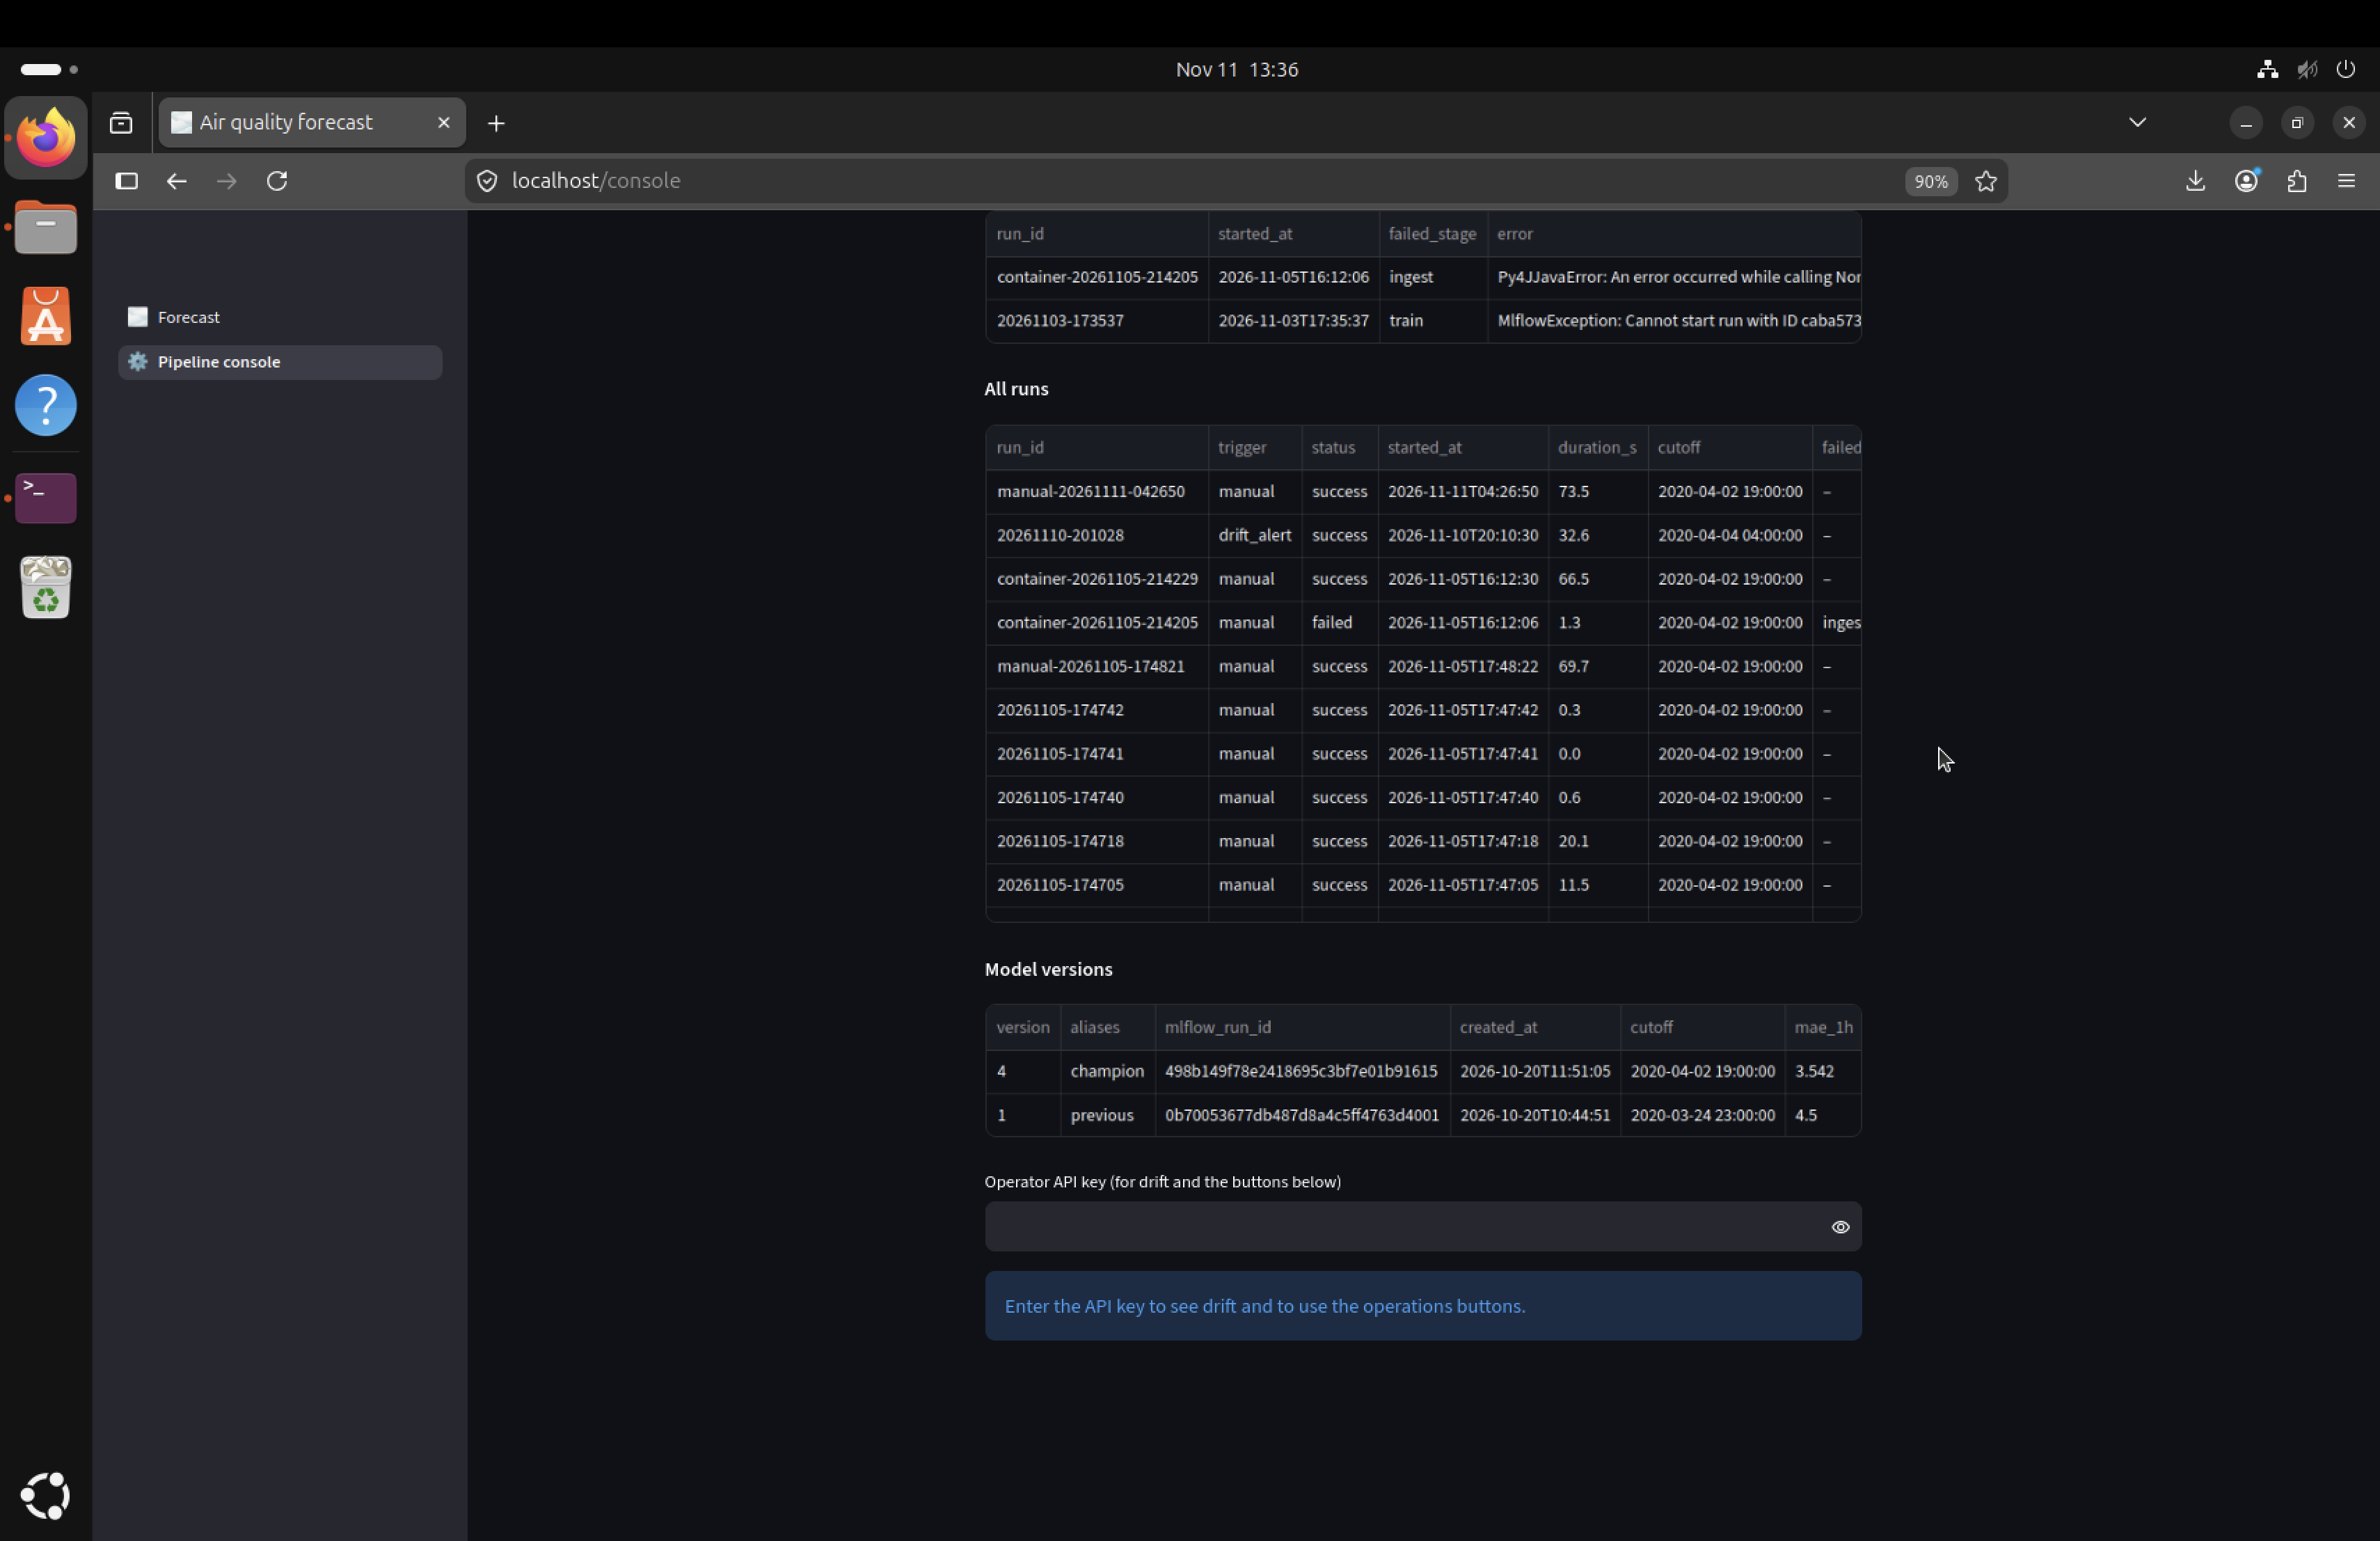 Nov 11 13:36
Air quality forecast
localhost/console
90%
Forecast
Pipeline console
run_id started_at failed_stage error
container-20261105-214205 2026-11-05T16:12:06 ingest Py4JJavaError: An error occurred while calling Nor
20261103-173537 2026-11-03T17:35:37 train MlflowException: Cannot start run with ID caba573
All runs
run_id trigger status started_at duration_s cutoff failed
manual-20261111-042650 manual success 2026-11-11T04:26:50 73.5 2020-04-02 19:00:00 –
20261110-201028 drift_alert success 2026-11-10T20:10:30 32.6 2020-04-04 04:00:00 –
container-20261105-214229 manual success 2026-11-05T16:12:30 66.5 2020-04-02 19:00:00 –
container-20261105-214205 manual failed 2026-11-05T16:12:06 1.3 2020-04-02 19:00:00 inges
manual-20261105-174821 manual success 2026-11-05T17:48:22 69.7 2020-04-02 19:00:00 –
20261105-174742 manual success 2026-11-05T17:47:42 0.3 2020-04-02 19:00:00 –
20261105-174741 manual success 2026-11-05T17:47:41 0.0 2020-04-02 19:00:00 –
20261105-174740 manual success 2026-11-05T17:47:40 0.6 2020-04-02 19:00:00 –
20261105-174718 manual success 2026-11-05T17:47:18 20.1 2020-04-02 19:00:00 –
20261105-174705 manual success 2026-11-05T17:47:05 11.5 2020-04-02 19:00:00 –
Model versions
version aliases mlflow_run_id created_at cutoff mae_1h
4 champion 498b149f78e2418695c3bf7e01b91615 2026-10-20T11:51:05 2020-04-02 19:00:00 3.542
1 previous 0b70053677db487d8a4c5ff4763d4001 2026-10-20T10:44:51 2020-03-24 23:00:00 4.5
Operator API key (for drift and the buttons below)
Enter the API key to see drift and to use the operations buttons.